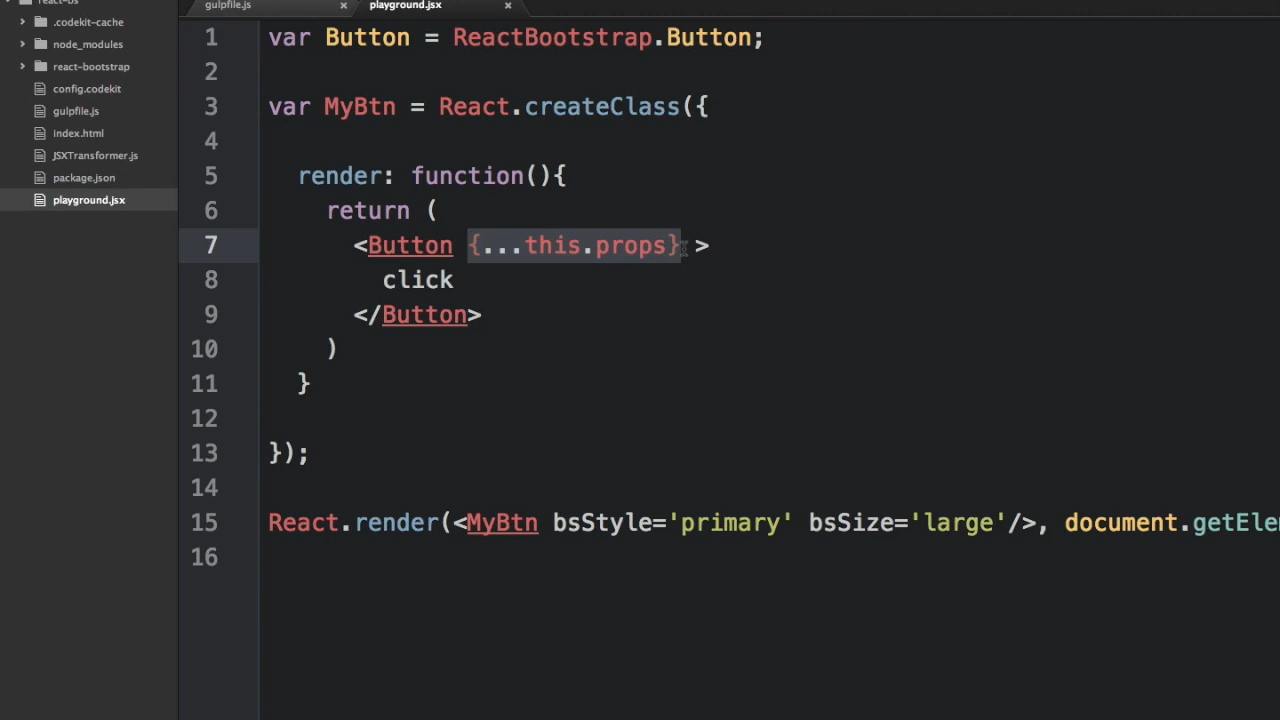 react-bs
.codekit-cache
node_modules
react-bootstrap
config.codekit
gulpfile.js
index.html
JSXTransformer.js
package.json
playground.jsx
gulpfile.js × playground.jsx ×
1 var Button = ReactBootstrap.Button;
2
3 var MyBtn = React.createClass({
4
5 render: function(){
6 return (
7 <Button {...this.props} >
8 click
9 </Button>
10 )
11 }
12
13 });
14
15 React.render(<MyBtn bsStyle='primary' bsSize='large'/>, document.getElem
16